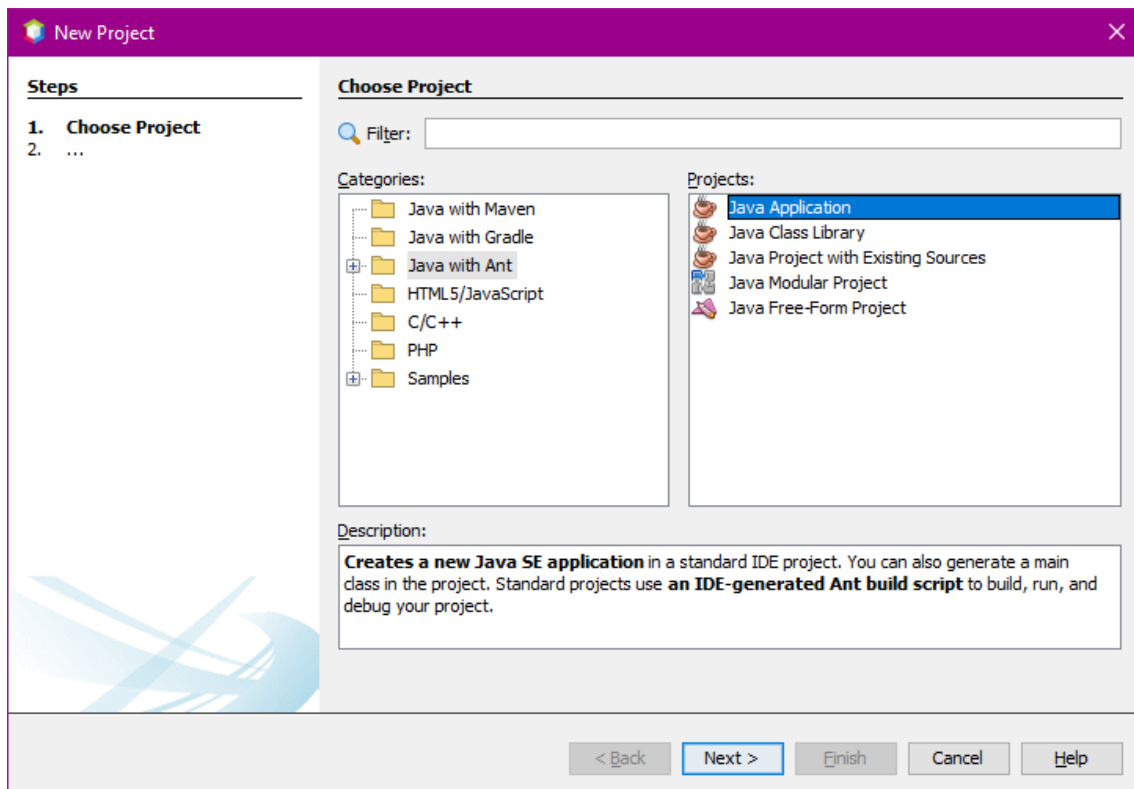 New Project
Steps
1. Choose Project
2. ...
Choose Project
Filter:
Categories:
Java with Maven
Java with Gradle
Java with Ant
HTML5/JavaScript
C/C++
PHP
Samples
Projects:
Java Application
Java Class Library
Java Project with Existing Sources
Java Modular Project
Java Free-Form Project
Description:
Creates a new Java SE application in a standard IDE project. You can also generate a main
class in the project. Standard projects use an IDE-generated Ant build script to build, run, and
debug your project.
< Back
Next >
Finish
Cancel
Help